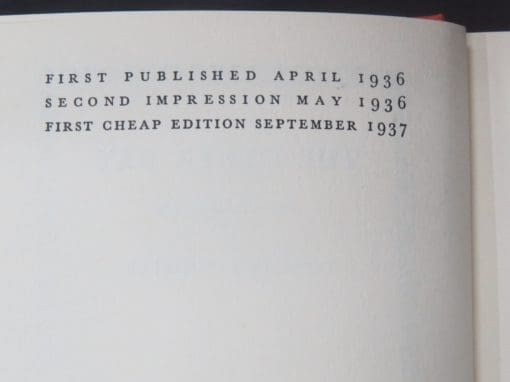 FIRST PUBLISHED APRIL 1936
SECOND IMPRESSION MAY 1936
FIRST CHEAP EDITION SEPTEMBER 1937